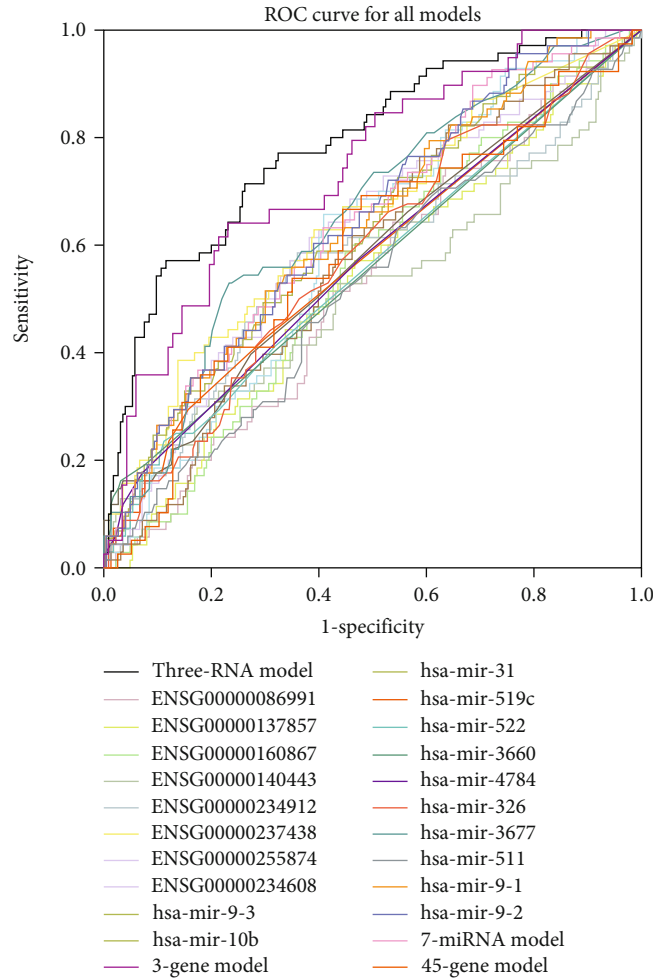 ROC curve for all models
1.0
0.8
0.6
0.4
0.2
0.0
Sensitivity
0.0 0.2 0.4 0.6 0.8 1.0
1-specificity
Three-RNA model
ENSG00000086991
ENSG00000137857
ENSG00000160867
ENSG00000140443
ENSG00000234912
ENSG00000237438
ENSG00000255874
ENSG00000234608
hsa-mir-9-3
hsa-mir-10b
3-gene model
hsa-mir-31
hsa-mir-519c
hsa-mir-522
hsa-mir-3660
hsa-mir-4784
hsa-mir-326
hsa-mir-3677
hsa-mir-511
hsa-mir-9-1
hsa-mir-9-2
7-miRNA model
45-gene model